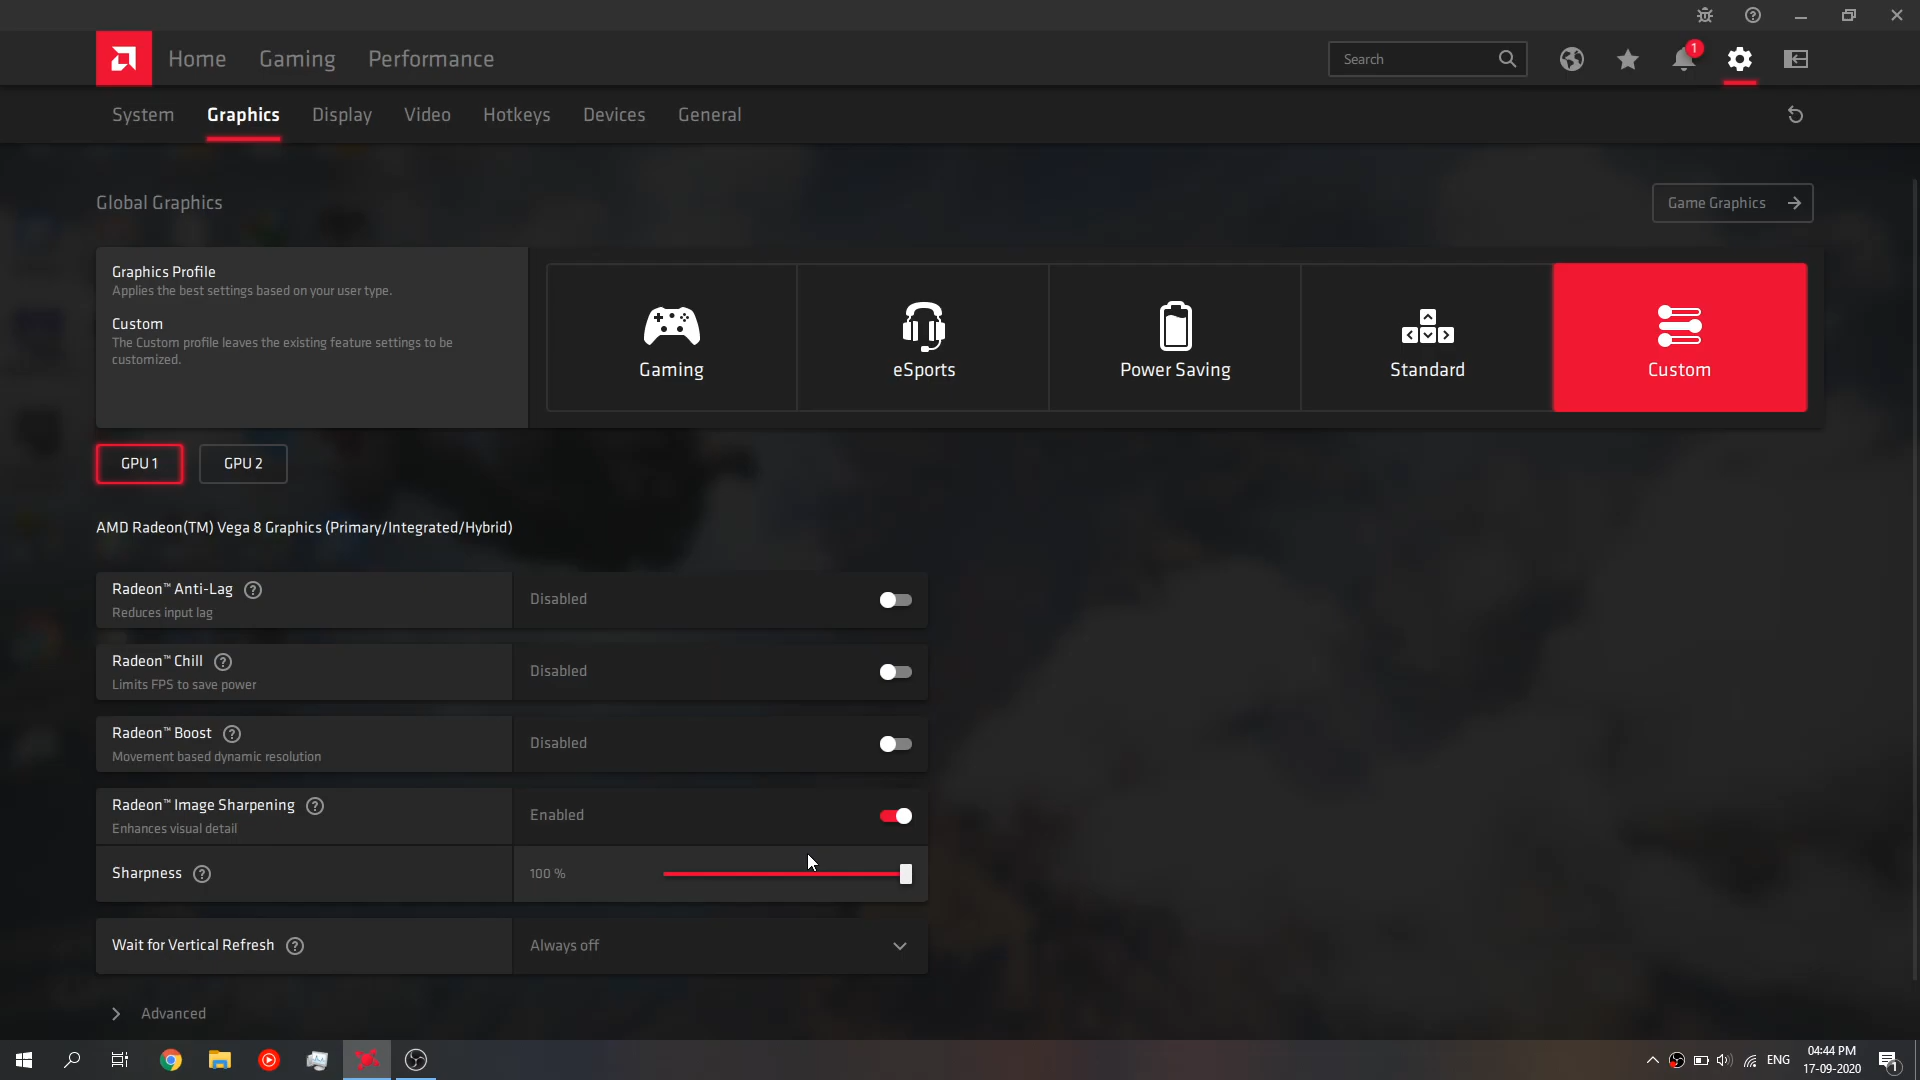 Home
Gaming
Performance
Search
1
System
Graphics
Display
Video
Hotkeys
Devices
General
Global Graphics
Game Graphics
Graphics Profile
Applies the best settings based on your user type.
Custom
The Custom profile leaves the existing feature settings to be
customized.
Gaming
eSports
Power Saving
Standard
Custom
GPU 1
GPU 2
AMD Radeon(TM) Vega 8 Graphics (Primary/Integrated/Hybrid)
Radeon™ Anti-Lag
Reduces input lag
Disabled
Radeon™ Chill
Limits FPS to save power
Disabled
Radeon™ Boost
Movement based dynamic resolution
Disabled
Radeon™ Image Sharpening
Enhances visual detail
Enabled
Sharpness
100 %
Wait for Vertical Refresh
Always off
Advanced
ENG
04:44 PM
17-09-2020
1